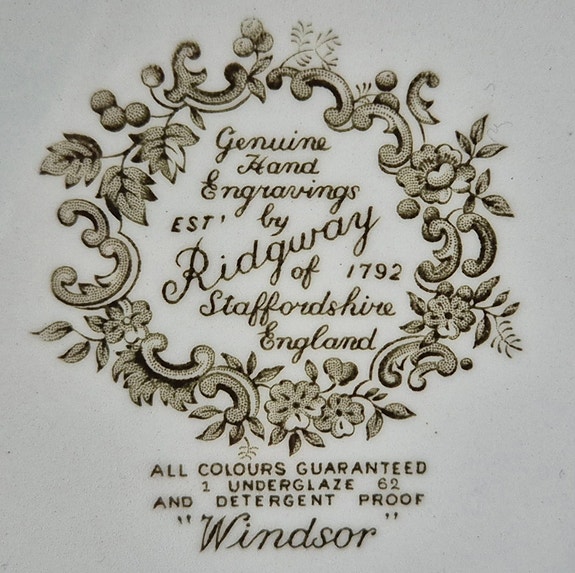 Genuine
Hand
Engravings
EST' by
Ridgway
of 1792
Staffordshire
England
ALL COLOURS GUARANTEED
1 UNDERGLAZE 62
AND DETERGENT PROOF
"Windsor"